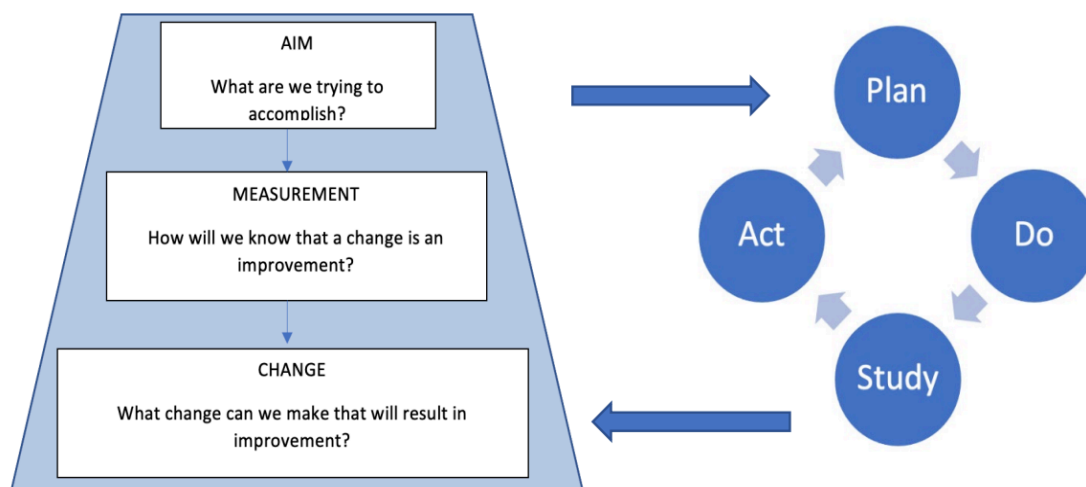 AIM
What are we trying to
accomplish?
MEASUREMENT
How will we know that a change is an
improvement?
CHANGE
What change can we make that will result in
improvement?
Plan
Do
Study
Act